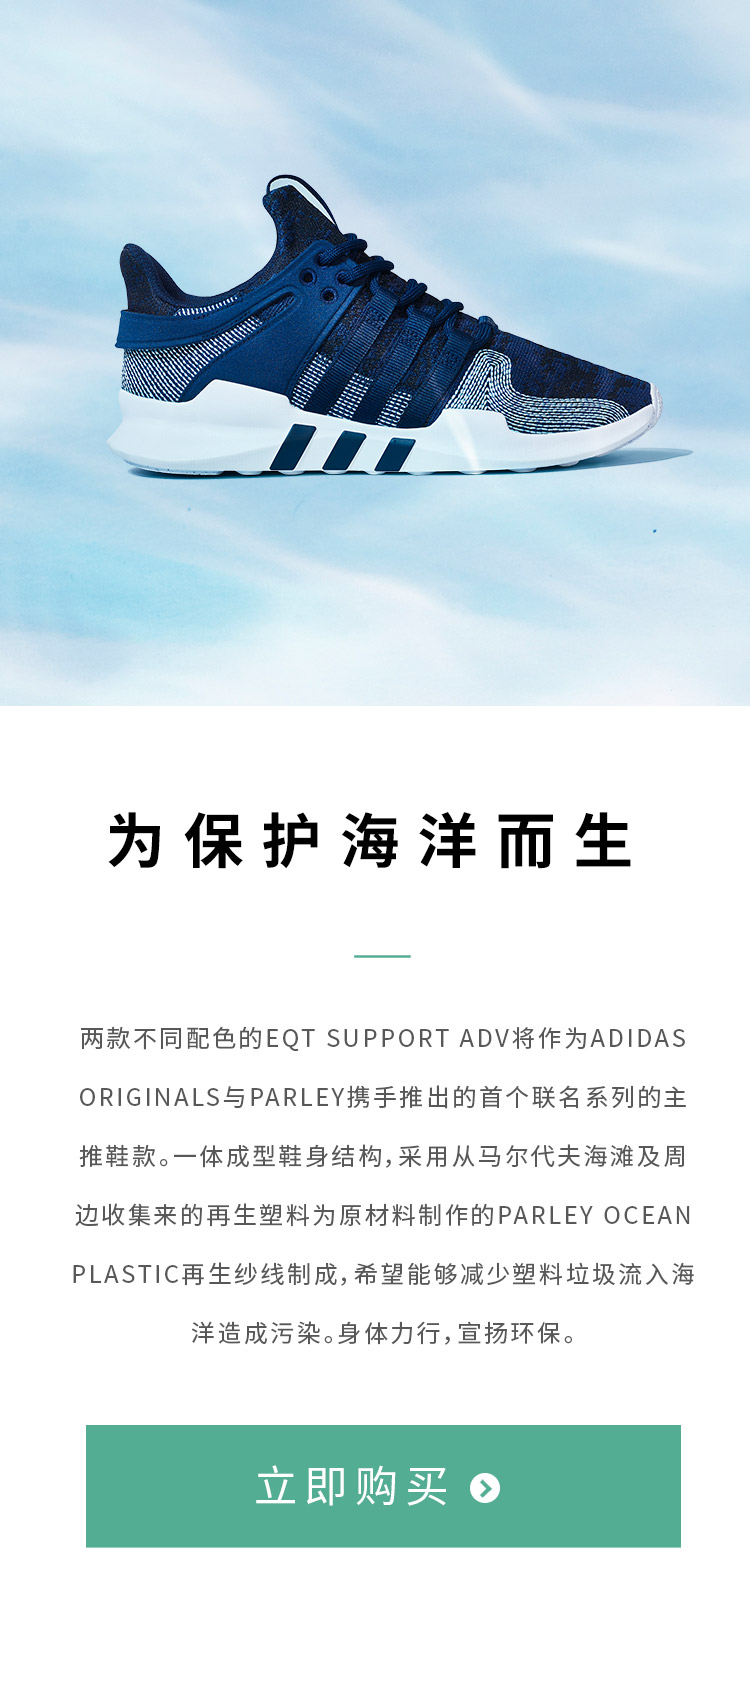 为保护海洋而生
两款不同配色的EQT SUPPORT ADV将作为ADIDAS
ORIGINALS与PARLEY携手推出的首个联名系列的主
推鞋款。一体成型鞋身结构，采用从马尔代夫海滩及周
边收集来的再生塑料为原材料制作的PARLEY OCEAN
PLASTIC再生纱线制成，希望能够减少塑料垃圾流入海
洋造成污染。身体力行，宣扬环保。
立即购买